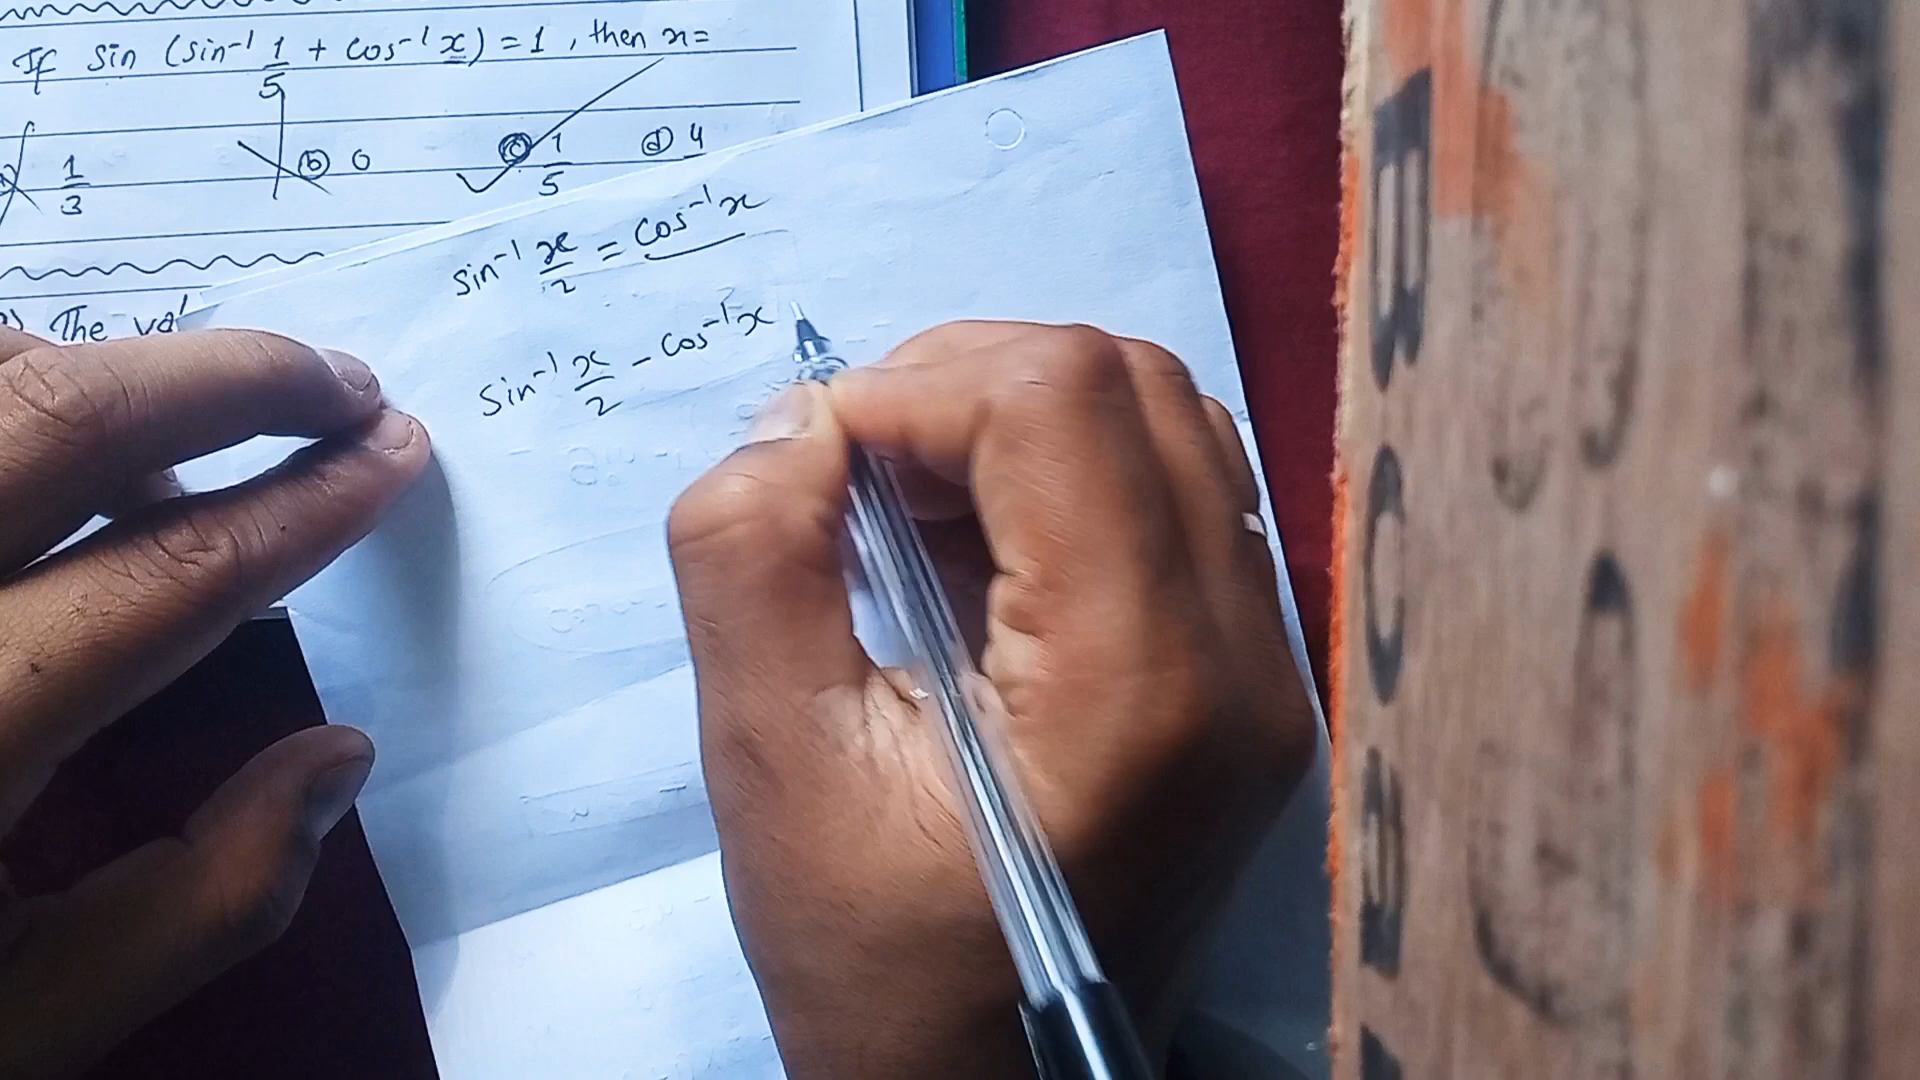 If sin (sin⁻¹ 1/5 + cos⁻¹ x) = 1, then x =
1/3 (b) 0 (c) 1/5 (d) 4
sin⁻¹ x/2 = cos⁻¹ x
The
sin⁻¹ x/2 - cos⁻¹ x